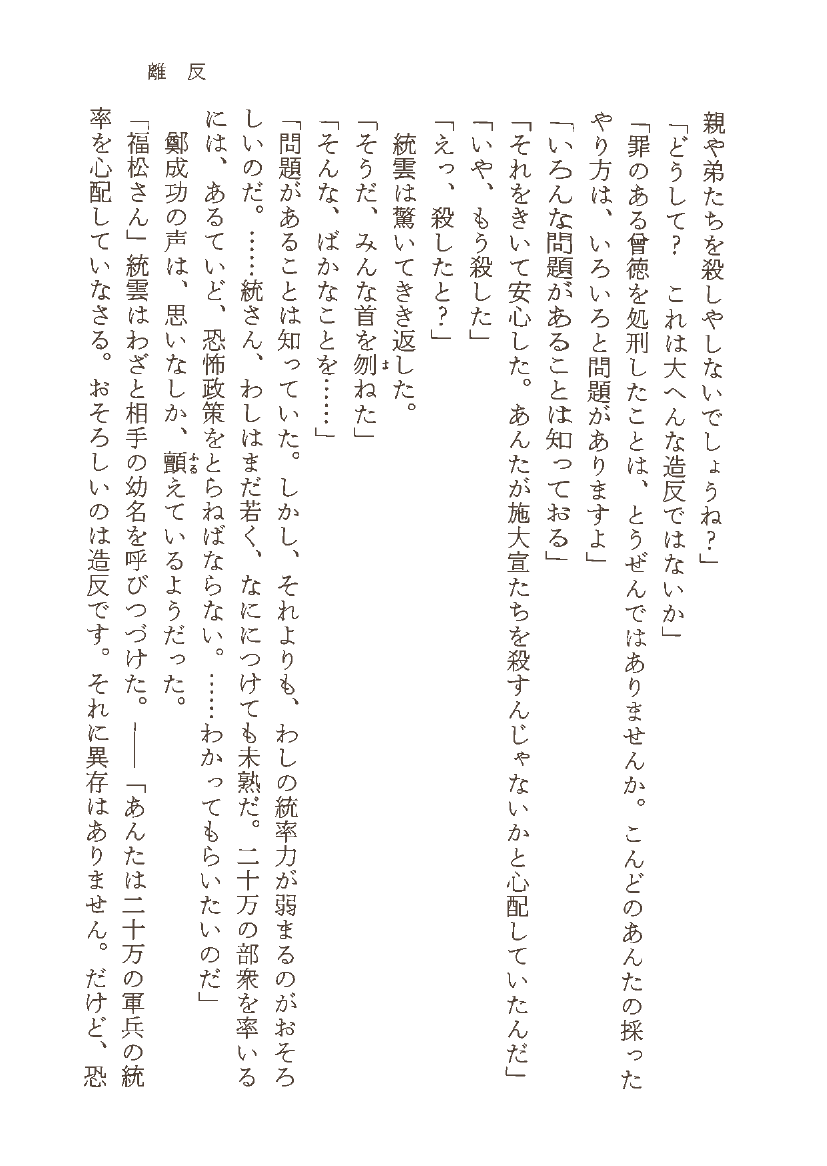 離反
親や弟たちを殺しやしないでしょうね？」
「どうして？　これは大へんな造反ではないか」
「罪のある曾徳を処刑したことは、とうぜんではありませんか。こんどのあんたの採った
やり方は、いろいろと問題がありますよ」
「いろんな問題があることは知っておる」
「それをきいて安心した。あんたが施大宣たちを殺すんじゃないかと心配していたんだ」
「いや、もう殺した」
「えっ、殺したと？」
統雲は驚いてきき返した。
「そうだ、みんな首を刎ねた」
「そんな、ばかなことを……」
「問題があることは知っていた。しかし、それよりも、わしの統率力が弱まるのがおそろ
しいのだ。……統さん、わしはまだ若く、なににつけても未熟だ。二十万の部衆を率いる
には、あるていど、恐怖政策をとらねばならない。……わかってもらいたいのだ」
鄭成功の声は、思いなしか、顫えているようだった。
「福松さん」統雲はわざと相手の幼名を呼びつづけた。――「あんたは二十万の軍兵の統
率を心配していなさる。おそろしいのは造反です。それに異存はありません。だけど、恐